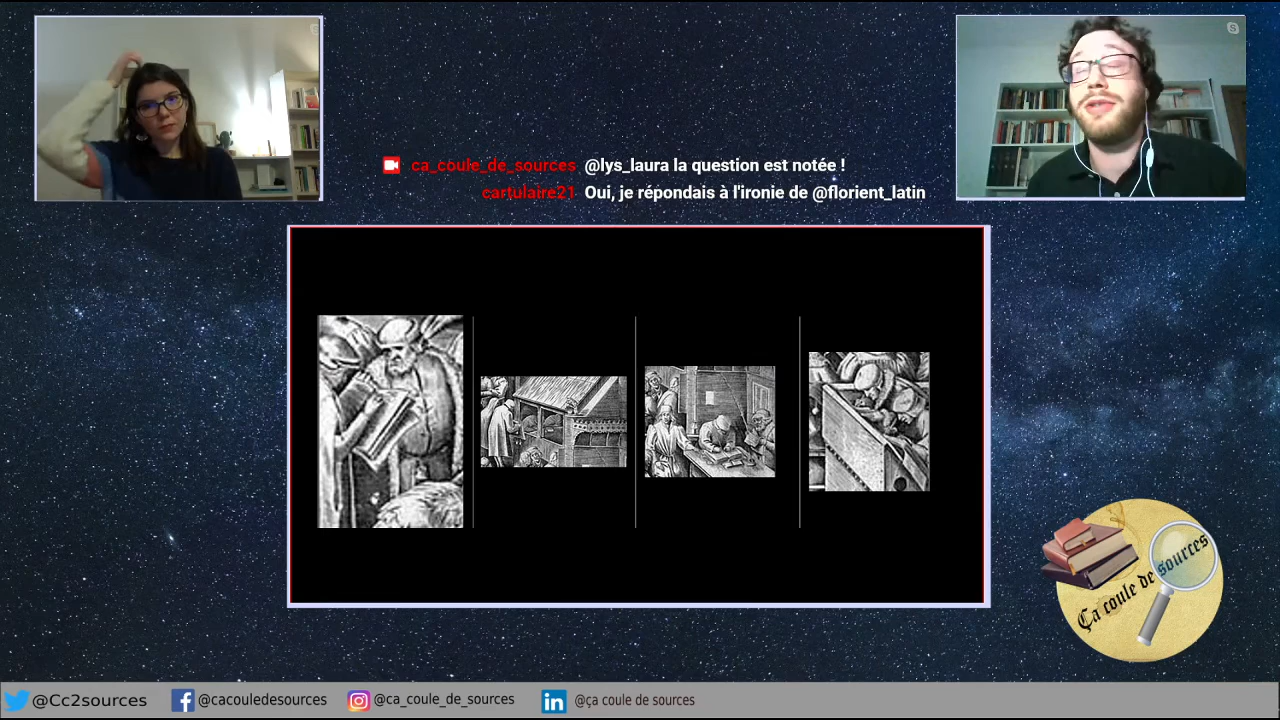 ca_coule_de_sources @lys_laura la question est notée !
cartulaire21 Oui, je répondais à l'ironie de @florient_latin
Ça coule de sources
@Cc2sources @cacouledesources @ca_coule_de_sources @ça coule de sources